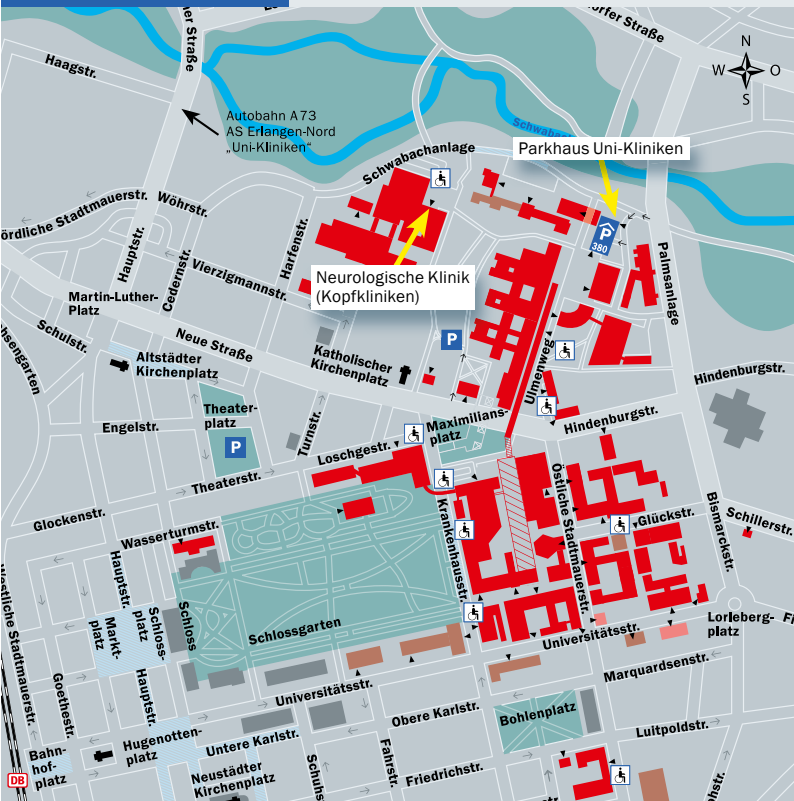 Haagstr.
Autobahn A73
AS Erlangen-Nord
„Uni-Kliniken“
N
W
O
S
Schwabachanlage
Parkhaus Uni-Kliniken
P
380
Wöhrstr.
Hauptstr.
Cedernstr.
Vierzigmannstr.
Harfenstr.
Neurologische Klinik
(Kopfkliniken)
Palmsanlage
Martin-Luther-
Platz
Schulstr.
Neue Straße
Altstädter
Kirchenplatz
Katholischer
Kirchenplatz
P
Ulmenweg
Hindenburgstr.
Hindenburgstr.
Theater-
platz
P
Engelstr.
Turnstr.
Maximilians-
platz
Loschgestr.
Theaterstr.
Glockenstr.
Wasserturmstr.
Krankenhausstr.
Östliche Stadtmauerstr.
Glückstr.
Bismarckstr.
Schillerstr.
Westliche Stadtmauerstr.
Hauptstr.
Schloss-
platz
Markt-
platz
Schloss
Schlossgarten
Universitätsstr.
Lorleberg-
platz
Goethestr.
Hauptstr.
Universitätsstr.
Marquardsenstr.
Obere Karlstr.
Bohlenplatz
Luitpoldstr.
Hugenotten-
platz
Untere Karlstr.
Bahn-
hof-
platz
DB
Neustädter
Kirchenplatz
Fahrstr.
Friedrichstr.